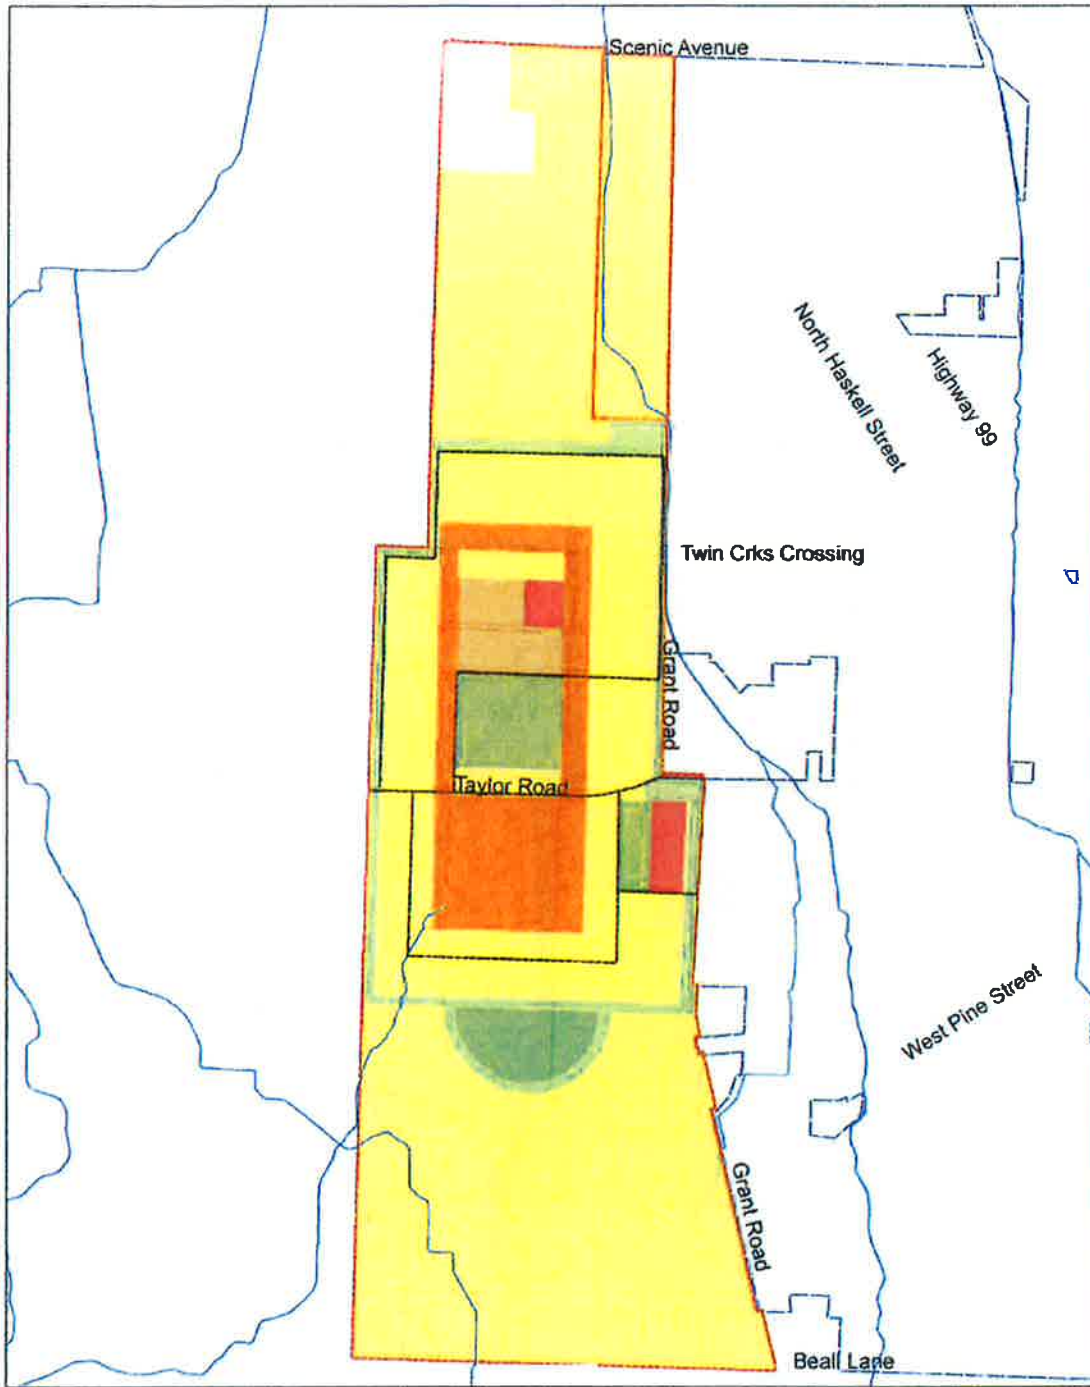 Scenic Avenue
North Haskell Street
Highway 99
Twin Crks Crossing
Grant Road
Taylor Road
West Pine Street
Grant Road
Beall Lane